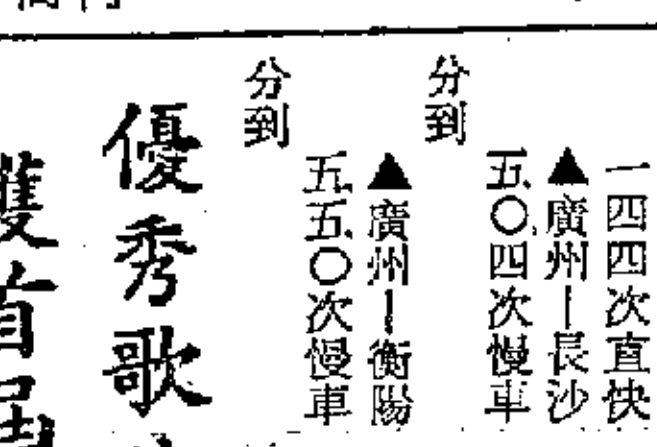 一四四次直快
▲廣州—長沙
五〇四次慢車
分到
▲廣州—衡陽
五五〇次慢車
分到
優秀歌